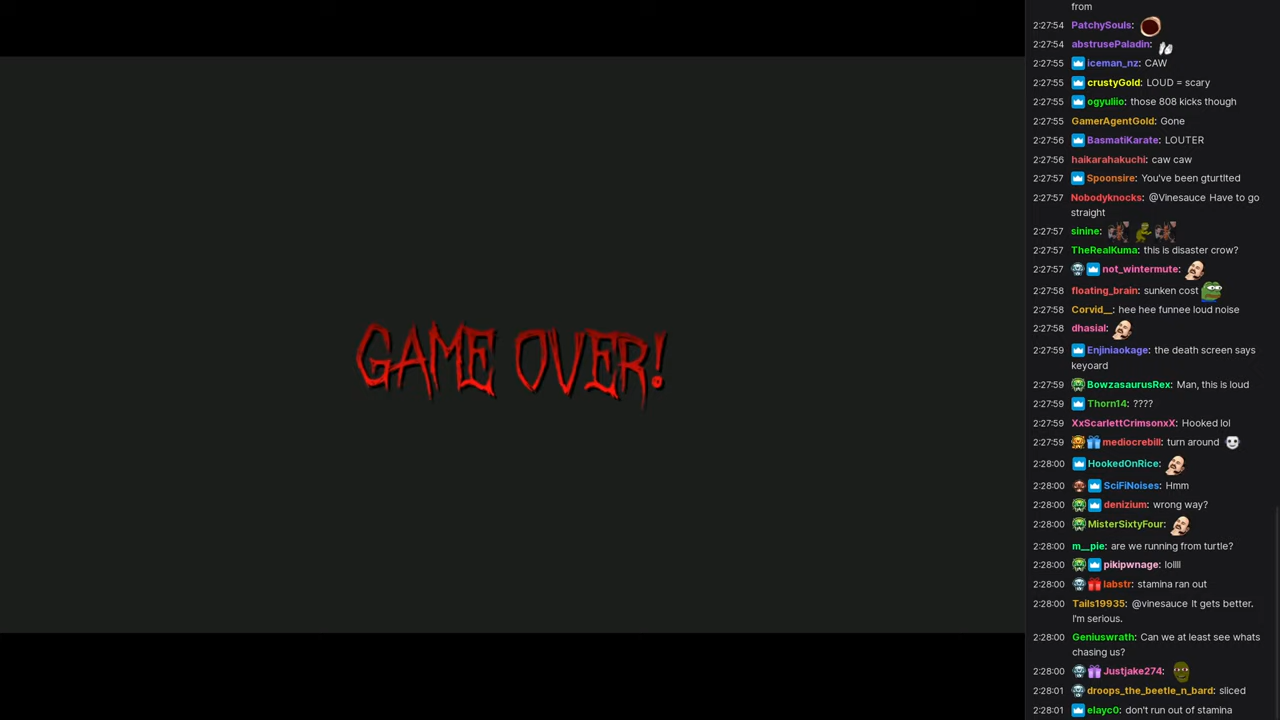 GAME OVER!
from
2:27:54 PatchySouls:
2:27:54 abstrusePaladin:
2:27:55 iceman_nz: CAW
2:27:55 crustyGold: LOUD = scary
2:27:55 ogyuliio: those 808 kicks though
2:27:55 GamerAgentGold: Gone
2:27:56 BasmatiKarate: LOUTER
2:27:56 haikarahakuchi: caw caw
2:27:57 Spoonsire: You've been gturtlted
2:27:57 Nobodyknocks: @Vinesauce Have to go
straight
2:27:57 sinine:
2:27:57 TheRealKuma: this is disaster crow?
2:27:57 not_wintermute:
2:27:58 floating_brain: sunken cost
2:27:58 Corvid__: hee hee funnee loud noise
2:27:58 dhasial:
2:27:59 Enjiniaokage: the death screen says
keyoard
2:27:59 BowzasaurusRex: Man, this is loud
2:27:59 Thorn14: ????
2:27:59 XxScarlettCrimsonxX: Hooked lol
2:27:59 mediocrebill: turn around
2:28:00 HookedOnRice:
2:28:00 SciFiNoises: Hmm
2:28:00 denizium: wrong way?
2:28:00 MisterSixtyFour:
2:28:00 m__pie: are we running from turtle?
2:28:00 pikipwnage: lollll
2:28:00 labstr: stamina ran out
2:28:00 Tails19935: @vinesauce It gets better.
I'm serious.
2:28:00 Geniuswrath: Can we at least see whats
chasing us?
2:28:00 Justjake274:
2:28:01 droops_the_beetle_n_bard: sliced
2:28:01 elayc0: don't run out of stamina